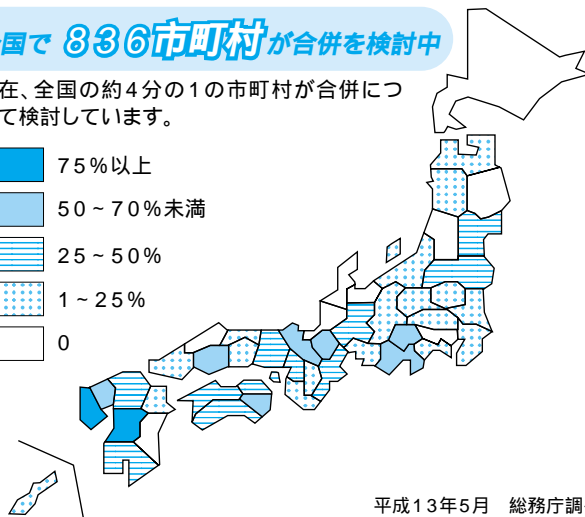 国で 836市町村が合併を検討中
在、全国の約4分の1の市町村が合併につ
て検討しています。
75%以上
50~70%未満
25~50%
1~25%
0
平成13年5月 総務庁調